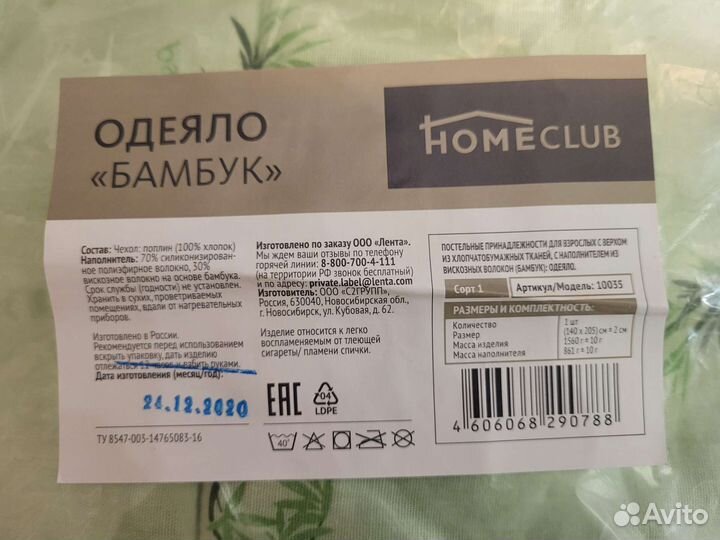 ОДЕЯЛО
«БАМБУК»
HOMECLUB
Состав: Чехол: поплин (100% хлопок)
Наполнитель: 70% силиконизирован-
ное полиэфирное волокно, 30%
вискозное волокно на основе бамбука.
Срок службы (годности) не установлен.
Хранить в сухих, проветриваемых
помещениях, вдали от нагревательных
приборов.
Изготовлено в России.
Рекомендуется перед использованием
вскрыть упаковку, дать изделию
отлежаться 12 часов и взбить руками.
Дата изготовления (месяц/год):
24.12.2020
ТУ 8547-003-14765083-16
Изготовлено по заказу ООО «Лента».
Мы ждем ваши отзывы по телефону
горячей линии: 8-800-700-4-111
(на территории РФ звонок бесплатный)
и по адресу: private.label@lenta.com
Изготовитель: ООО «С2ГРУПП»,
Россия, 630040, Новосибирская обл.,
г. Новосибирск, ул. Кубовая, д. 62.
Изделие относится к легко
воспламеняемым от тлеющей
сигареты/ пламени спички.
EAC
04
LDPE
40°
ПОСТЕЛЬНЫЕ ПРИНАДЛЕЖНОСТИ ДЛЯ ВЗРОСЛЫХ С ВЕРХОМ
ИЗ ХЛОПЧАТОБУМАЖНЫХ ТКАНЕЙ, С НАПОЛНИТЕЛЕМ ИЗ
ВИСКОЗНЫХ ВОЛОКОН (БАМБУК): ОДЕЯЛО.
Сорт 1
Артикул/Модель: 10035
РАЗМЕРЫ И КОМПЛЕКТНОСТЬ:
Количество 1 шт
Размер (140 x 205) см ± 2 см
Масса изделия 1560 г ± 10 г
Масса наполнителя 861 г ± 10 г
4 606068 290788
Avito